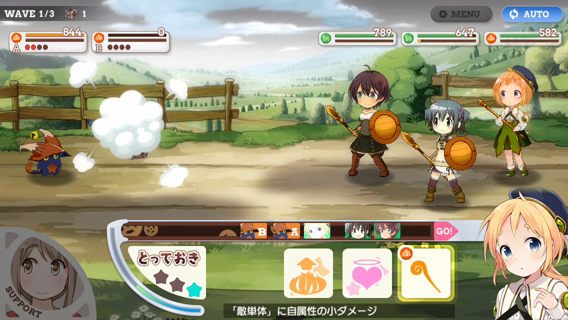 WAVE 1/3 1
MENU
AUTO
844
0
789
647
582
A
B
B A GO!
とっておき
SUPPORT
「敵単体」に自属性の小ダメージ